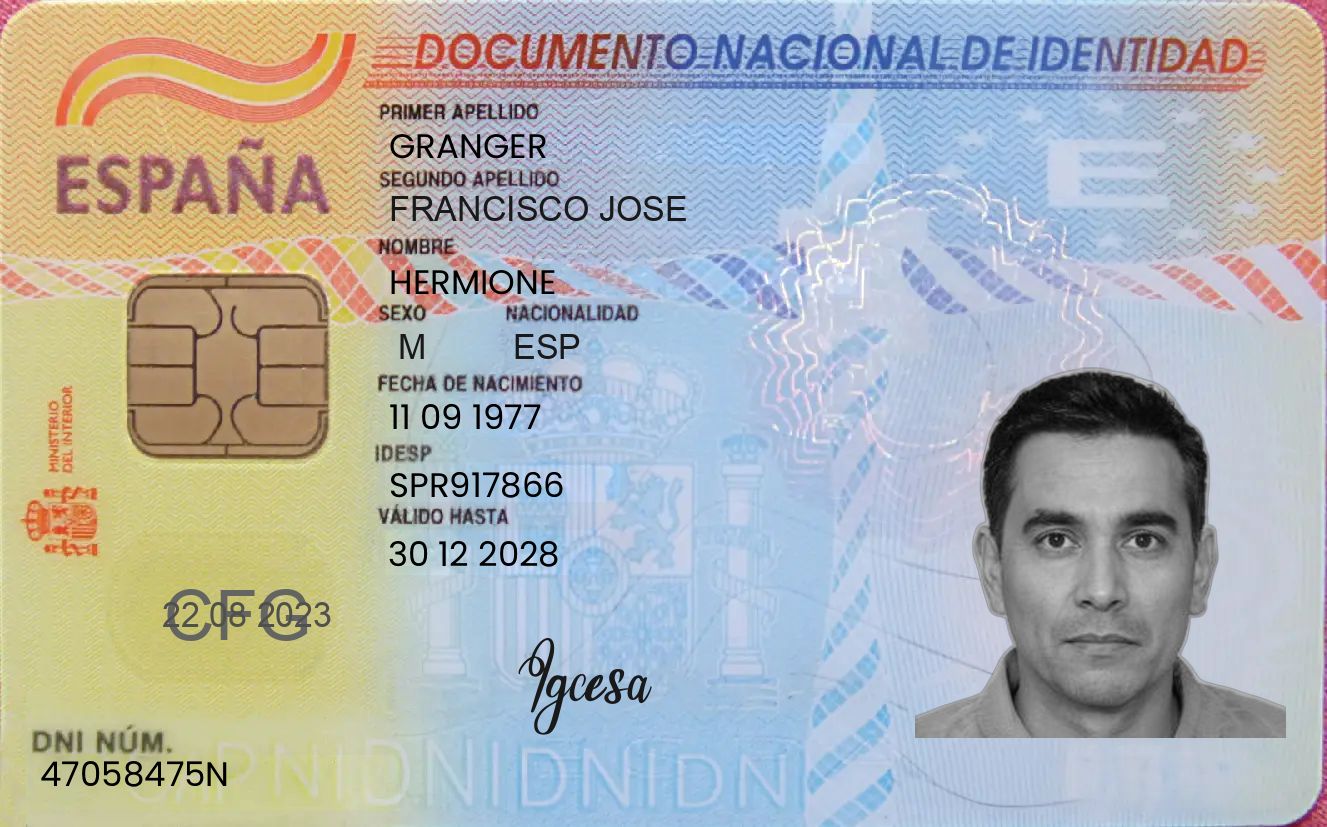 DOCUMENTO NACIONAL DE IDENTIDAD
ESPAÑA
PRIMER APELLIDO
GRANGER
SEGUNDO APELLIDO
FRANCISCO JOSE
NOMBRE
HERMIONE
SEXO NACIONALIDAD
M ESP
FECHA DE NACIMIENTO
11 09 1977
IDESP
SPR917866
VÁLIDO HASTA
30 12 2028
MINISTERIO
DEL INTERIOR
E
CFG
22 08 2023
Igcesa
DNI NÚM.
47058475N
DNIDNIDNIDNI